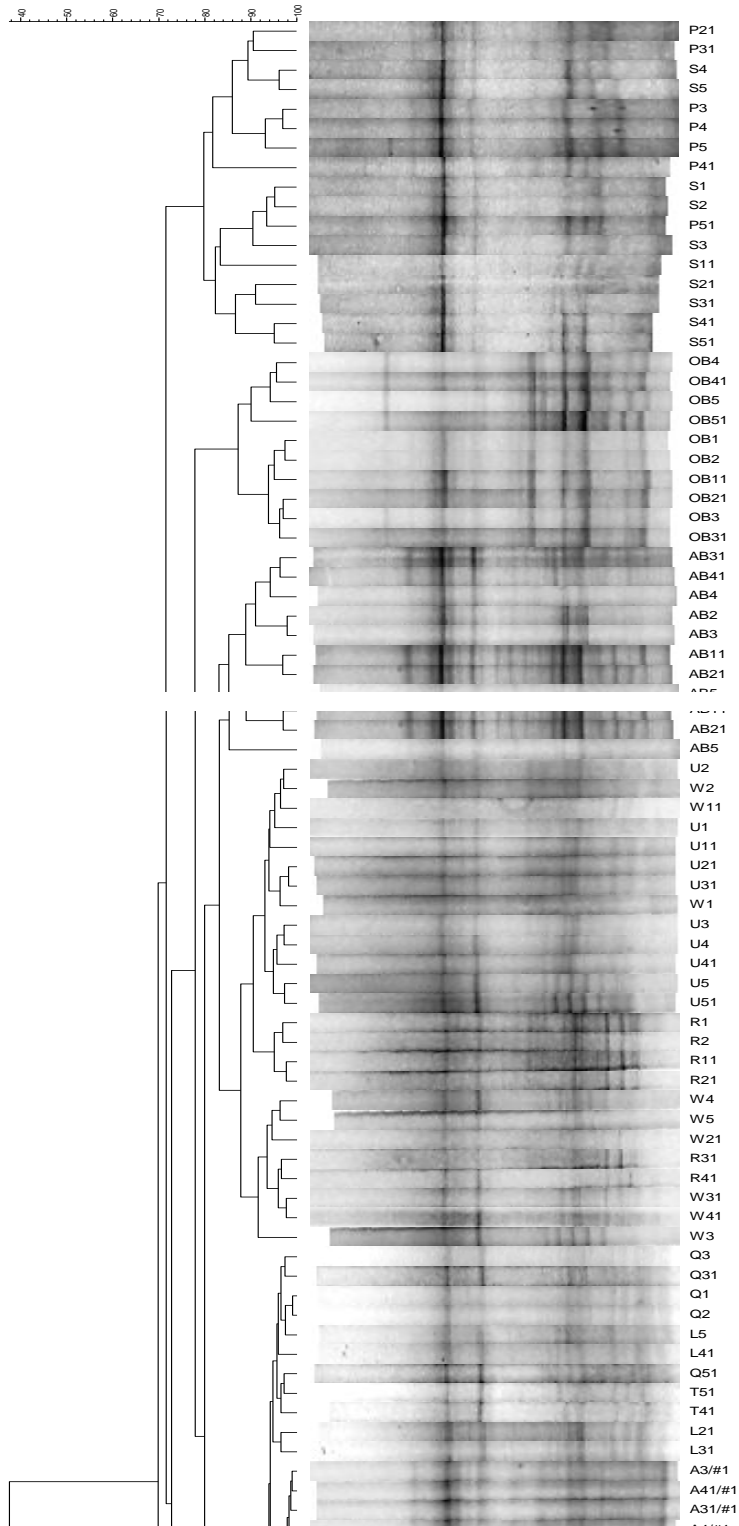 40 50 60 70 80 90 100
P21
P31
S4
S5
P3
P4
P5
P41
S1
S2
P51
S3
S11
S21
S31
S41
S51
OB4
OB41
OB5
OB51
OB1
OB2
OB11
OB21
OB3
OB31
AB31
AB41
AB4
AB2
AB3
AB11
AB21
AB5
AB11
AB21
AB5
U2
W2
W11
U1
U11
U21
U31
W1
U3
U4
U41
U5
U51
R1
R2
R11
R21
W4
W5
W21
R31
R41
W31
W41
W3
Q3
Q31
Q1
Q2
L5
L41
Q51
T51
T41
L21
L31
A3/#1
A41/#1
A31/#1